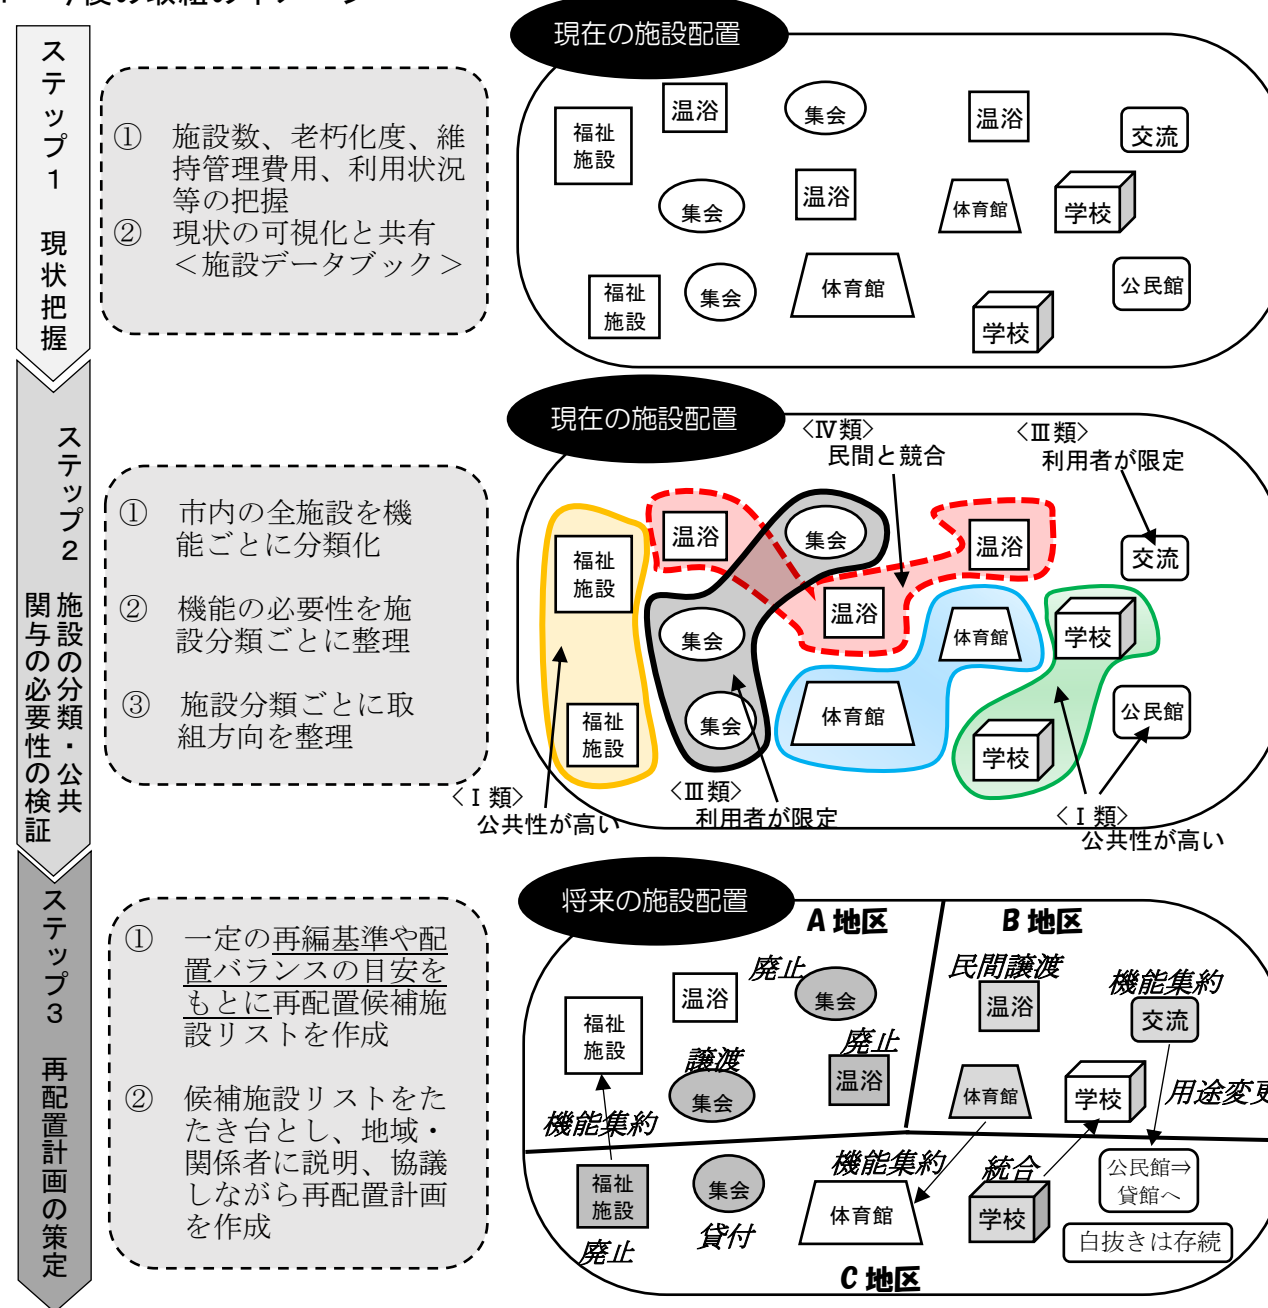 今後の取組のイメージ
ステップ1 現状把握
① 施設数、老朽化度、維
持管理費用、利用状況
等の把握
② 現状の可視化と共有
＜施設データブック＞
現在の施設配置
福祉
施設
温浴
集会
温浴
交流
集会
温浴
体育館
学校
福祉
施設
集会
体育館
学校
公民館
ステップ2 施設の分類・公共
関与の必要性の検証
① 市内の全施設を機
能ごとに分類化
② 機能の必要性を施
設分類ごとに整理
③ 施設分類ごとに取
組方向を整理
現在の施設配置
＜Ⅳ類＞
民間と競合
＜Ⅲ類＞
利用者が限定
福祉
施設
温浴
集会
温浴
交流
集会
温浴
体育館
学校
福祉
施設
集会
体育館
学校
公民館
＜Ⅰ類＞
公共性が高い
＜Ⅲ類＞
利用者が限定
＜Ⅰ類＞
公共性が高い
ステップ3 再配置計画の策定
① 一定の再編基準や配
置バランスの目安を
もとに再配置候補施
設リストを作成
② 候補施設リストをた
たき台とし、地域・
関係者に説明、協議
しながら再配置計画
を作成
将来の施設配置
A 地区
B 地区
福祉
施設
温浴
廃止
集会
民間譲渡
温浴
機能集約
交流
譲渡
集会
廃止
温浴
体育館
学校
用途変更
機能集約
福祉
施設
廃止
集会
貸付
機能集約
体育館
統合
学校
公民館⇒
貸館へ
白抜きは存続
C 地区